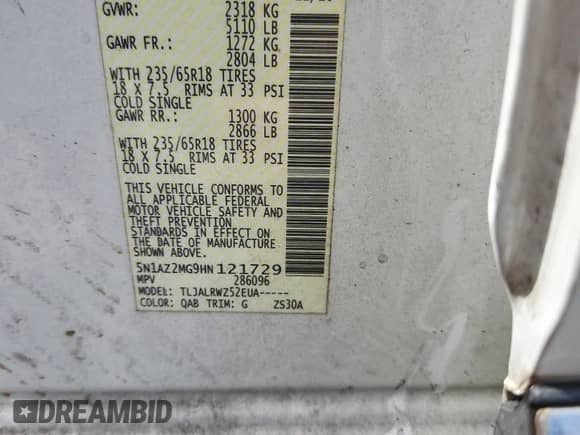 GVWR: 2318 KG
5110 LB
GAWR FR.: 1272 KG
2804 LB
WITH 235/65R18 TIRES
18 X 7.5 RIMS AT 33 PSI
COLD SINGLE
GAWR RR.: 1300 KG
2866 LB
WITH 235/65R18 TIRES
18 X 7.5 RIMS AT 33 PSI
COLD SINGLE
THIS VEHICLE CONFORMS TO
ALL APPLICABLE FEDERAL
MOTOR VEHICLE SAFETY AND
THEFT PREVENTION
STANDARDS IN EFFECT ON
THE DATE OF MANUFACTURE
SHOWN ABOVE.
5N1AZ2MG9HN121729
MPV 286096
MODEL: TLJALRWZ52EUA-----
COLOR: QAB TRIM: G ZS30A
DREAMBID